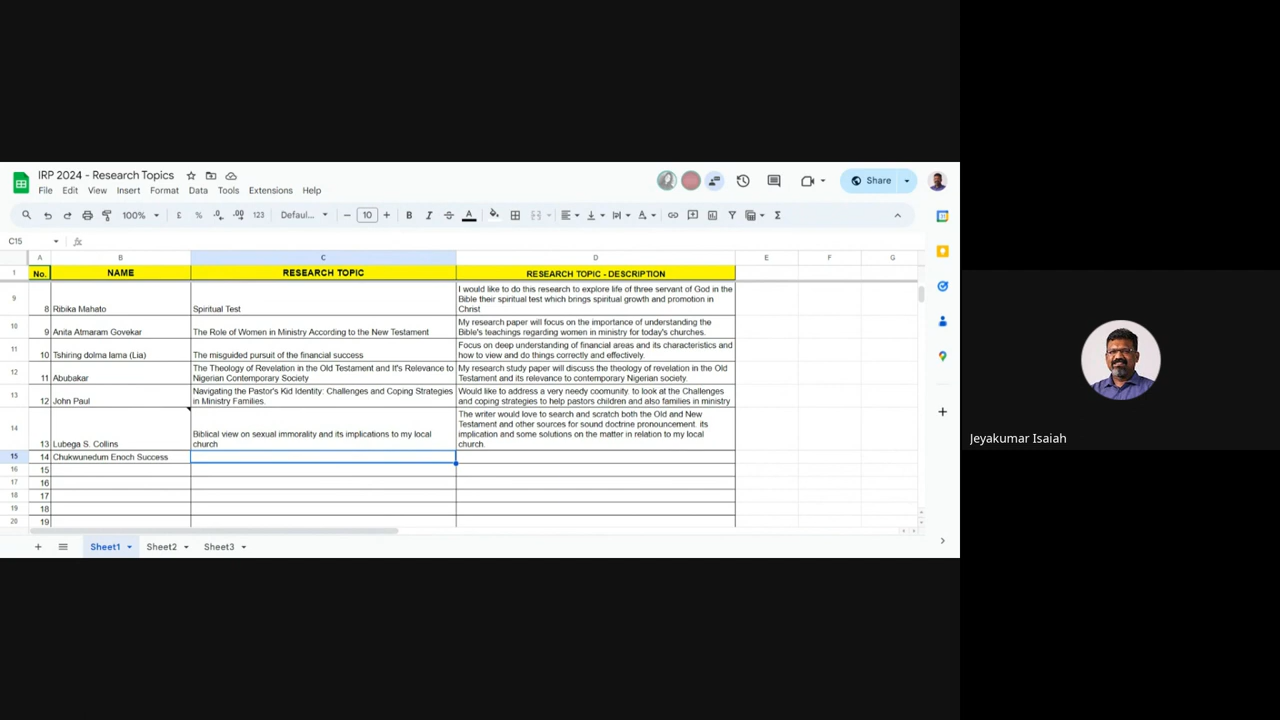 IRP 2024 - Research Topics
File Edit View Insert Format Data Tools Extensions Help
Share
100% £ % .0 .00 123 Defaul... 10 B I A
C15
A B C D E F G
1 No. NAME RESEARCH TOPIC RESEARCH TOPIC - DESCRIPTION
I would like to do this research to explore life of three servant of God in the
Bible their spiritual test which brings spiritual growth and promotion in
9 8 Ribika Mahato Spiritual Test Christ
My research paper will focus on the importance of understanding the
10 9 Anita Atmaram Govekar The Role of Women in Ministry According to the New Testament Bible's teachings regarding women in ministry for today's churches.
Focus on deep understanding of financial areas and its characteristics and
11 10 Tshiring dolma lama (Lia) The misguided pursuit of the financial success how to view and do things correctly and effectively.
The Theology of Revelation in the Old Testament and It's Relevance to My research study paper will discuss the theology of revelation in the Old
12 11 Abubakar Nigerian Contemporary Society Testament and its relevance to contemporary Nigerian society.
Navigating the Pastor's Kid Identity: Challenges and Coping Strategies Would like to address a very needy coomunity. to look at the Challenges
13 12 John Paul in Ministry Families. and coping strategies to help pastors children and also families in ministry
The writer would love to search and scratch both the Old and New
Testament and other sources for sound doctrine pronouncement. its
Biblical view on sexual immorality and its implications to my local implication and some solutions on the matter in relation to my local
14 13 Lubega S. Collins church church.
15 14 Chukwunedum Enoch Success
16 15
17 16
18 17
19 18
20 19
Sheet1 Sheet2 Sheet3
Jeyakumar Isaiah